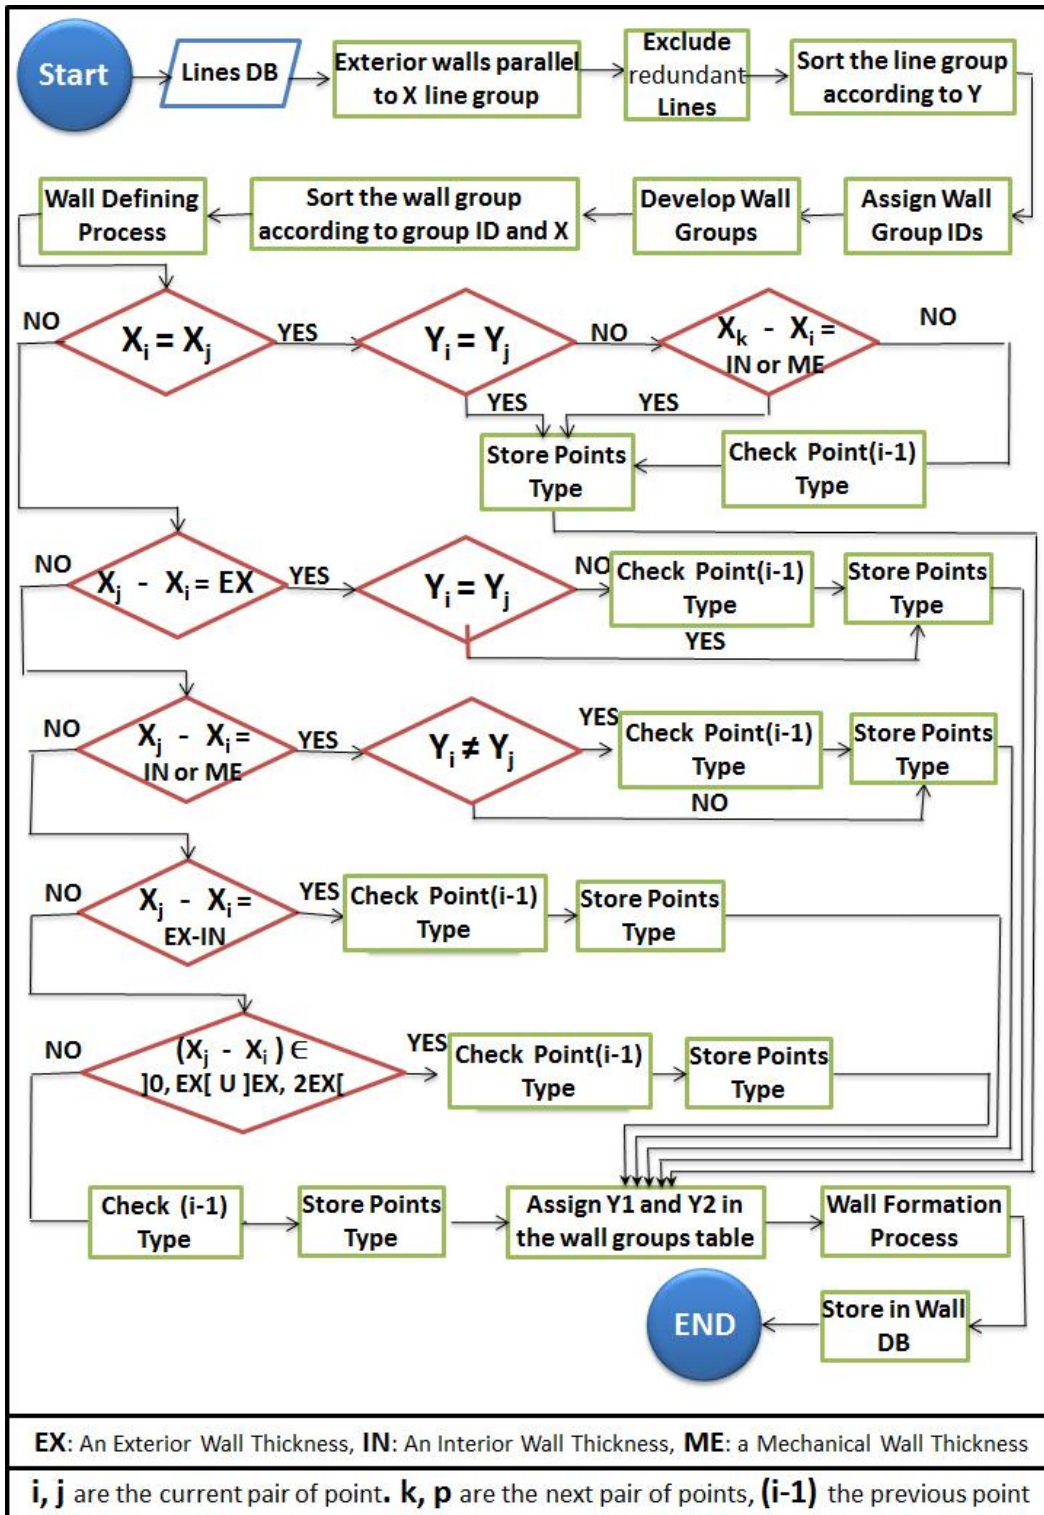 Start
Lines DB
Exterior walls parallel
to X line group
Exclude
redundant
Lines
Sort the line group
according to Y
Wall Defining
Process
Sort the wall group
according to group ID and X
Develop Wall
Groups
Assign Wall
Group IDs
NO
Xi = Xj
YES
Yi = Yj
NO
Xk - Xi =
IN or ME
NO
YES
YES
Store Points
Type
Check Point(i-1)
Type
NO
Xj - Xi = EX
YES
Yi = Yj
NO
Check Point(i-1)
Type
Store Points
Type
YES
NO
Xj - Xi =
IN or ME
YES
Yi ≠ Yj
YES
Check Point(i-1)
Type
Store Points
Type
NO
NO
Xj - Xi =
EX-IN
YES
Check Point(i-1)
Type
Store Points
Type
NO
(Xj - Xi ) ∈
]0, EX[ U ]EX, 2EX[
YES
Check Point(i-1)
Type
Store Points
Type
Check (i-1)
Type
Store Points
Type
Assign Y1 and Y2 in
the wall groups table
Wall Formation
Process
END
Store in Wall
DB
EX: An Exterior Wall Thickness, IN: An Interior Wall Thickness, ME: a Mechanical Wall Thickness
i, j are the current pair of point. k, p are the next pair of points, (i-1) the previous point